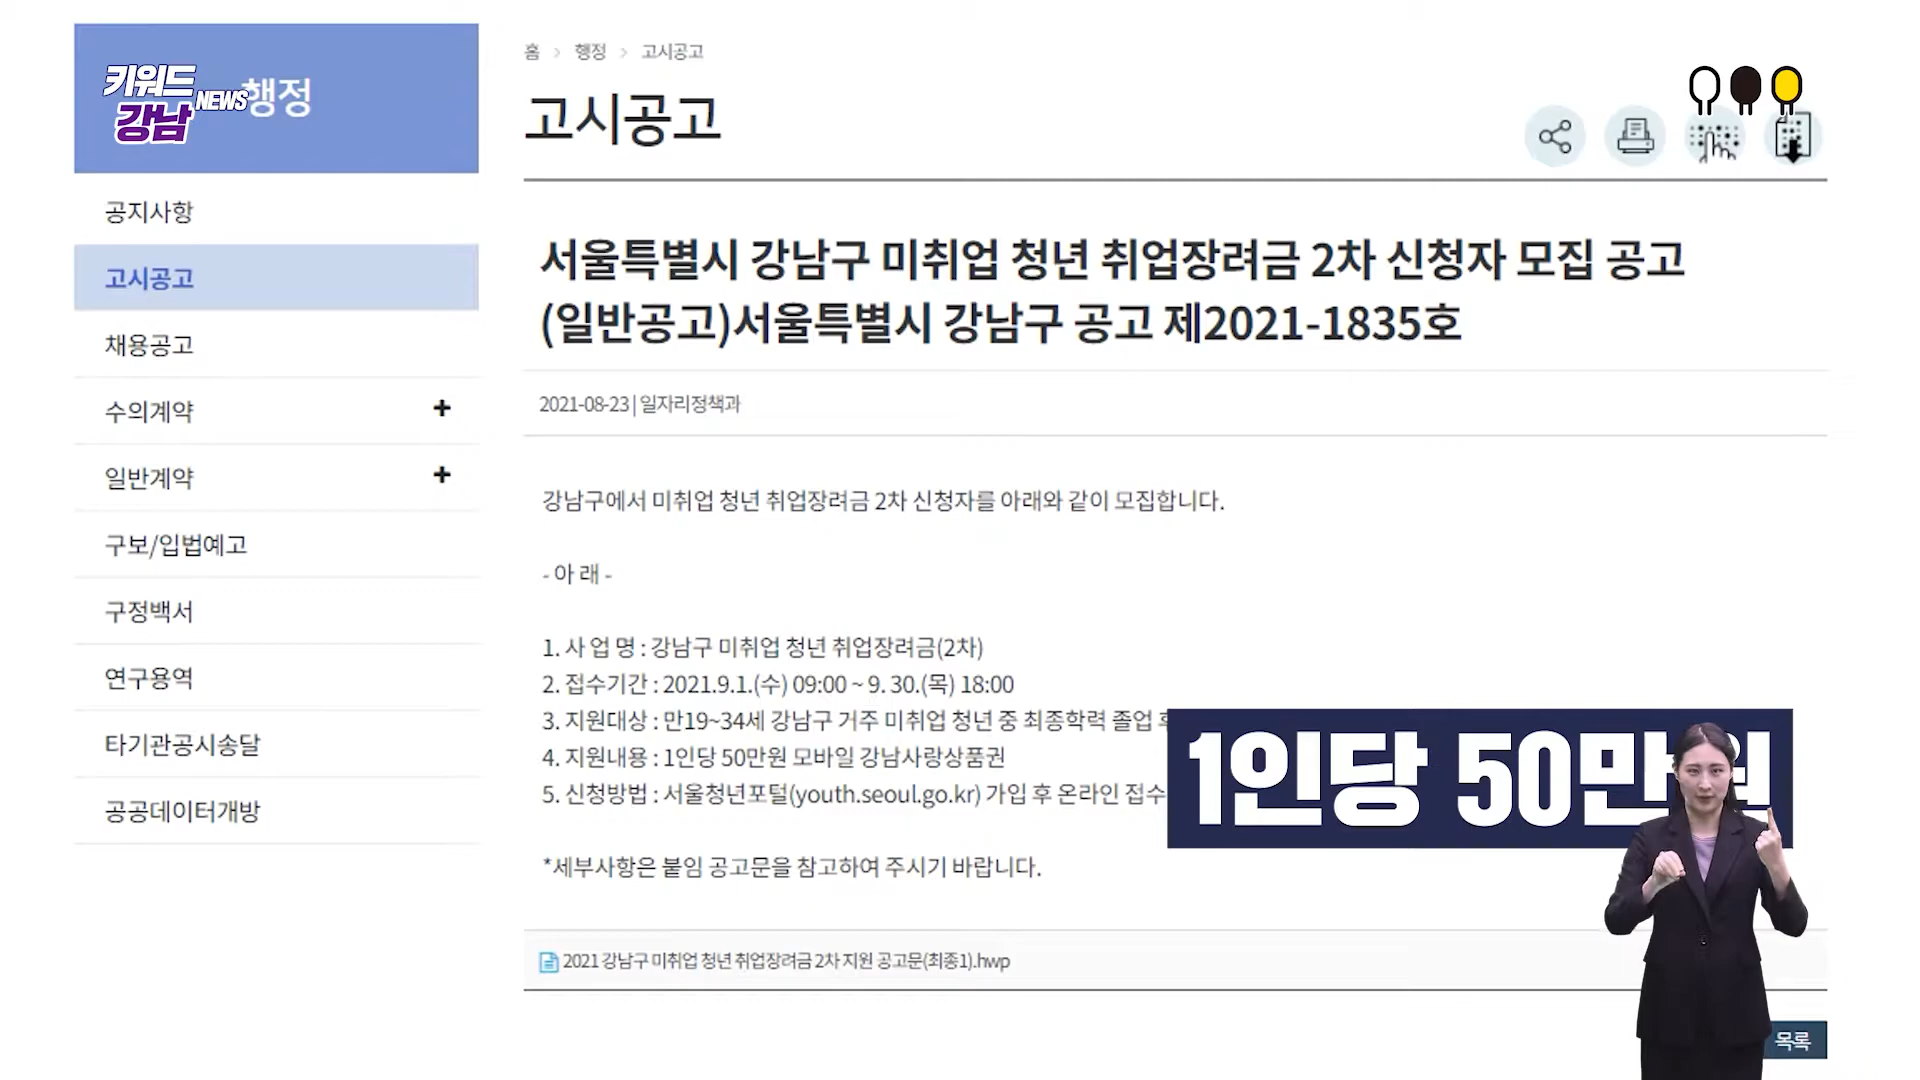 키워드
강남
NEWS
행정
공지사항
고시공고
채용공고
수의계약 +
일반계약 +
구보/입법예고
구정백서
연구용역
타기관공시송달
공공데이터개방
홈 > 행정 > 고시공고
고시공고
서울특별시 강남구 미취업 청년 취업장려금 2차 신청자 모집 공고
(일반공고)서울특별시 강남구 공고 제2021-1835호
2021-08-23 | 일자리정책과
강남구에서 미취업 청년 취업장려금 2차 신청자를 아래와 같이 모집합니다.
- 아 래 -
1. 사 업 명 : 강남구 미취업 청년 취업장려금(2차)
2. 접수기간 : 2021.9.1.(수) 09:00 ~ 9. 30.(목) 18:00
3. 지원대상 : 만19~34세 강남구 거주 미취업 청년 중 최종학력 졸업
4. 지원내용 : 1인당 50만원 모바일 강남사랑상품권
5. 신청방법 : 서울청년포털(youth.seoul.go.kr) 가입 후 온라인 접수
*세부사항은 붙임 공고문을 참고하여 주시기 바랍니다.
1인당 50만원
2021 강남구 미취업 청년 취업장려금 2차 지원 공고문(최종1).hwp
목록